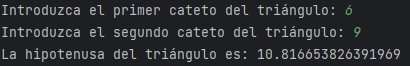 Introduzca el primer cateto del triángulo: 6
Introduzca el segundo cateto del triángulo: 9
La hipotenusa del triángulo es: 10.816653826391969